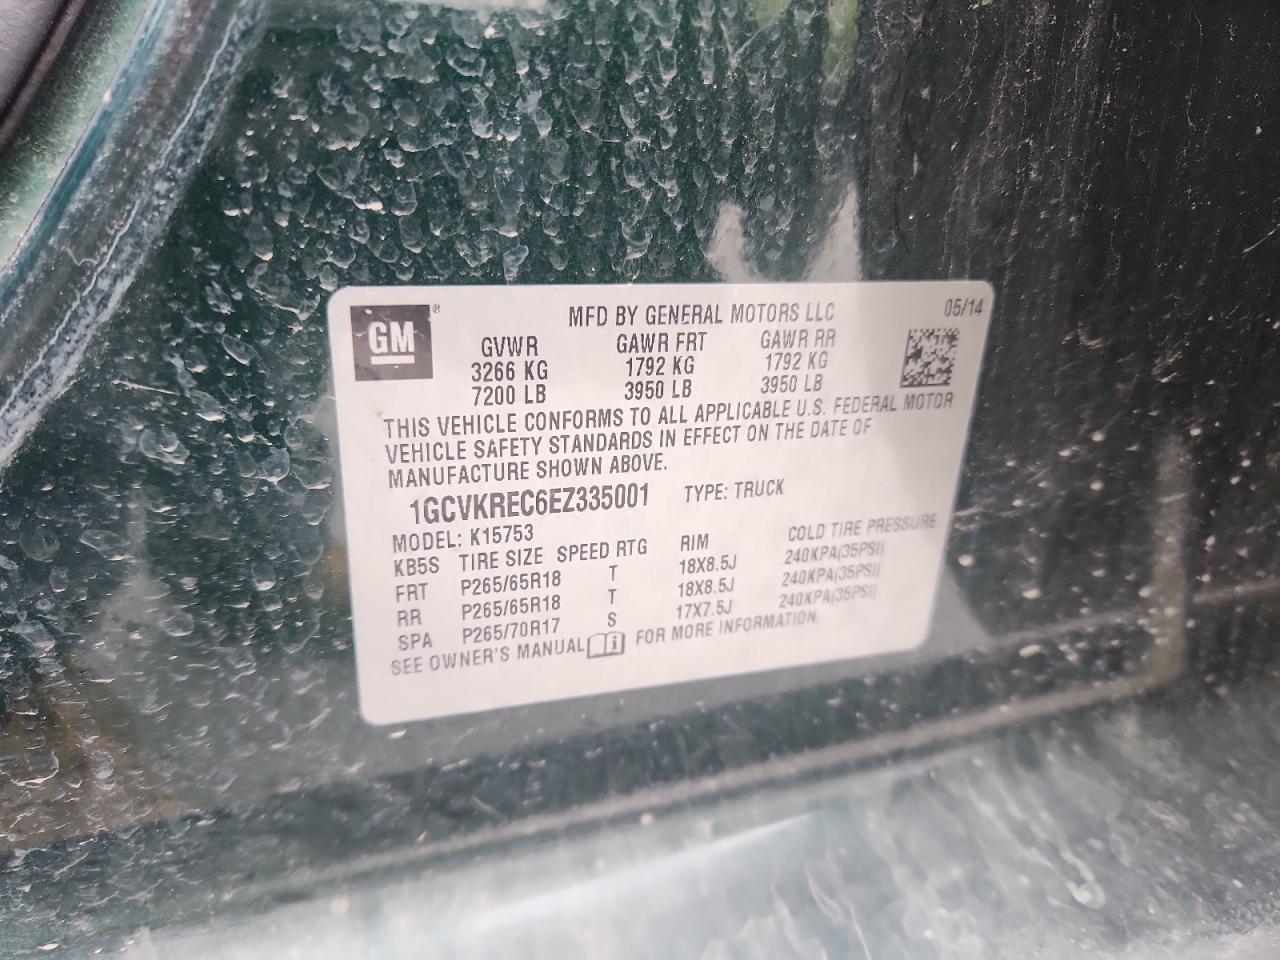 GM®
MFD BY GENERAL MOTORS LLC 05/14
GVWR GAWR FRT GAWR RR
3266 KG 1792 KG 1792 KG
7200 LB 3950 LB 3950 LB
THIS VEHICLE CONFORMS TO ALL APPLICABLE U.S. FEDERAL MOTOR
VEHICLE SAFETY STANDARDS IN EFFECT ON THE DATE OF
MANUFACTURE SHOWN ABOVE.
1GCVKREC6EZ335001 TYPE: TRUCK
MODEL: K15753
KB5S TIRE SIZE SPEED RTG RIM COLD TIRE PRESSURE
FRT P265/65R18 T 18X8.5J 240KPA(35PSI)
RR P265/65R18 T 18X8.5J 240KPA(35PSI)
SPA P265/70R17 S 17X7.5J 240KPA(35PSI)
SEE OWNER'S MANUAL FOR MORE INFORMATION.